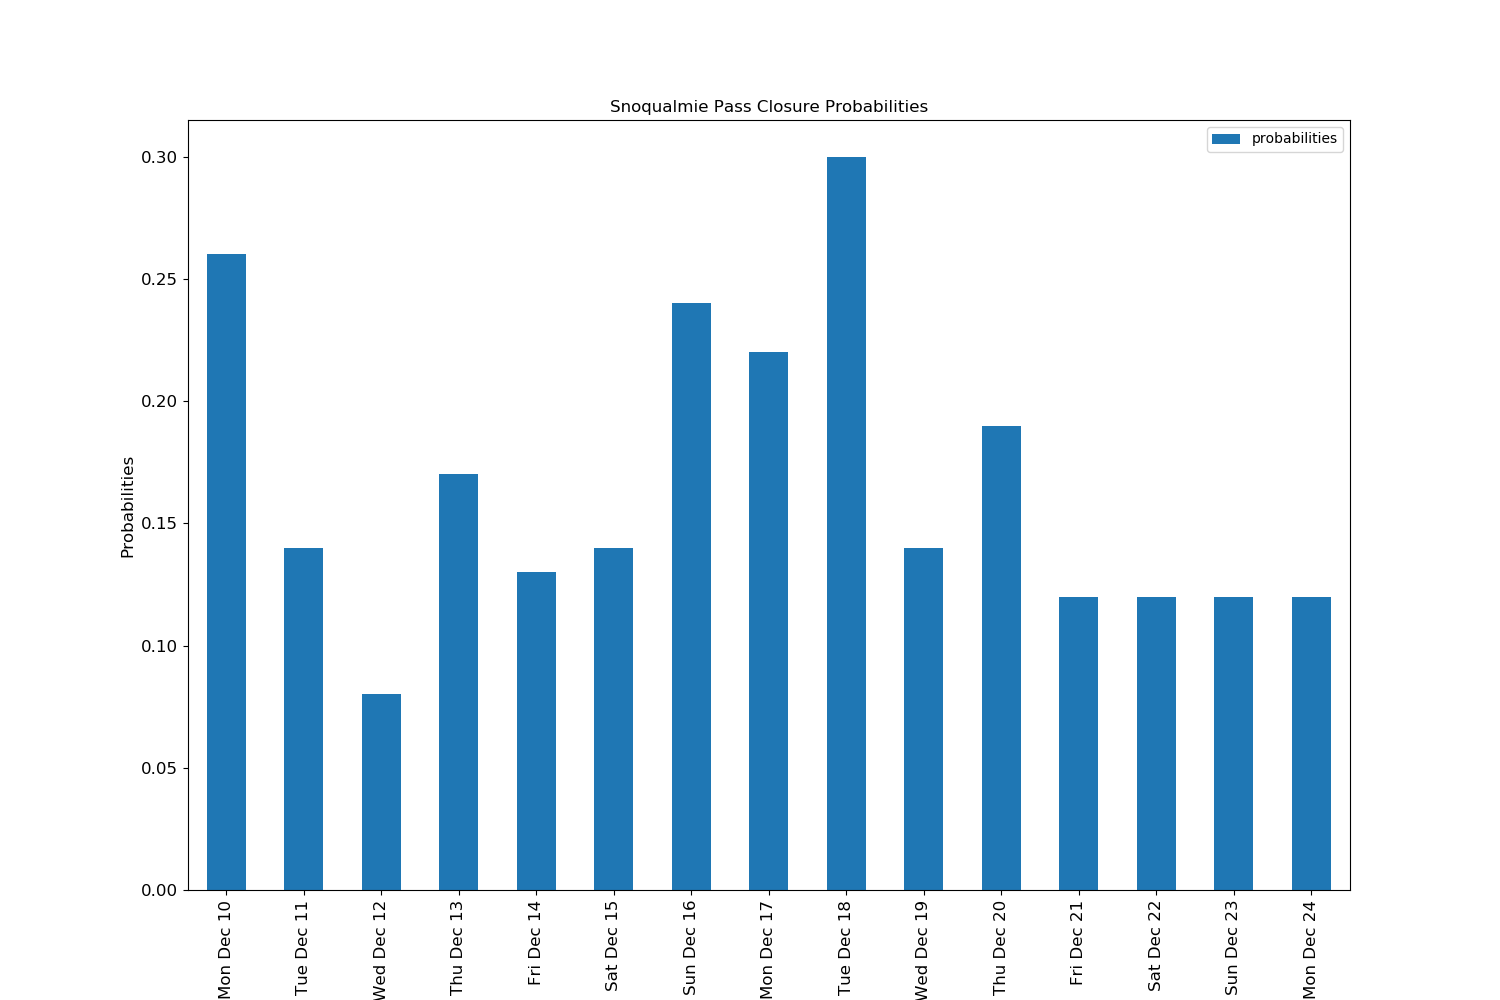 Snoqualmie Pass Closure Probabilities
probabilities
0.30
0.25
0.20
0.15
0.10
0.05
0.00
Probabilities
Mon Dec 10
Tue Dec 11
Wed Dec 12
Thu Dec 13
Fri Dec 14
Sat Dec 15
Sun Dec 16
Mon Dec 17
Tue Dec 18
Wed Dec 19
Thu Dec 20
Fri Dec 21
Sat Dec 22
Sun Dec 23
Mon Dec 24